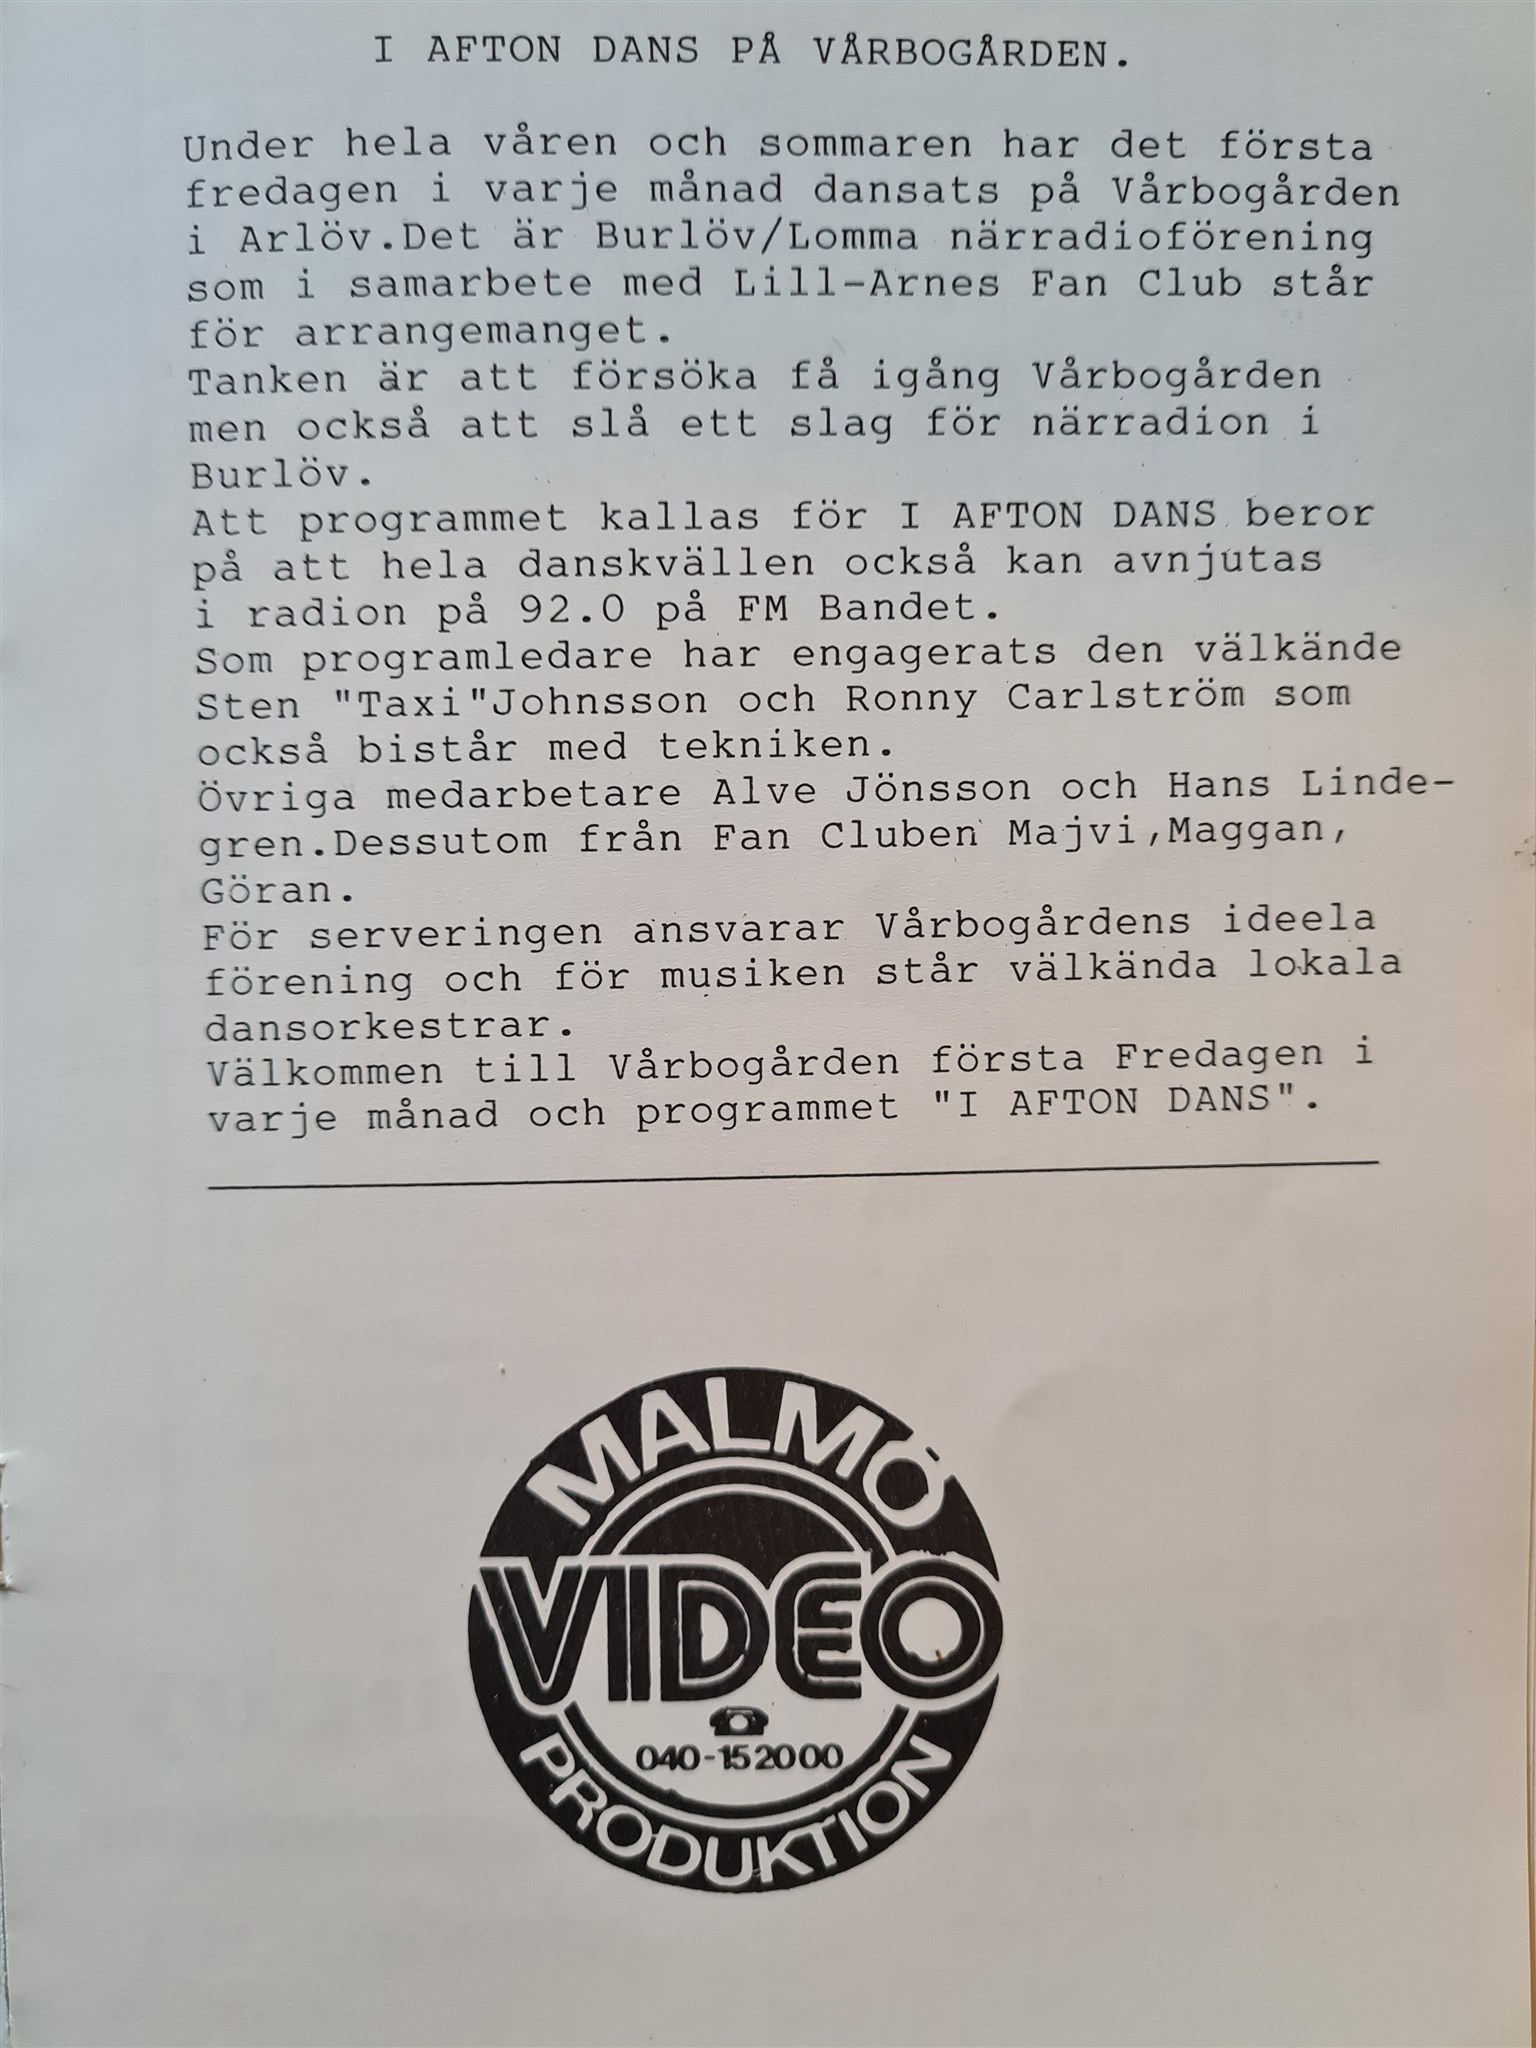 I AFTON DANS PÅ VÅRBOGÅRDEN.
Under hela våren och sommaren har det första
fredagen i varje månad dansats på Vårbogården
i Arlöv.Det är Burlöv/Lomma närradioförening
som i samarbete med Lill-Arnes Fan Club står
för arrangemanget.
Tanken är att försöka få igång Vårbogården
men också att slå ett slag för närradion i
Burlöv.
Att programmet kallas för I AFTON DANS beror
på att hela danskvällen också kan avnjutas
i radion på 92.0 på FM Bandet.
Som programledare har engagerats den välkände
Sten "Taxi"Johnsson och Ronny Carlström som
också bistår med tekniken.
Övriga medarbetare Alve Jönsson och Hans Linde-
gren.Dessutom från Fan Cluben Majvi,Maggan,
Göran.
För serveringen ansvarar Vårbogårdens ideela
förening och för musiken står välkända lokala
dansorkestrar.
Välkommen till Vårbogården första Fredagen i
varje månad och programmet "I AFTON DANS".
MALMÖ
VIDEO
040-152000
PRODUKTION